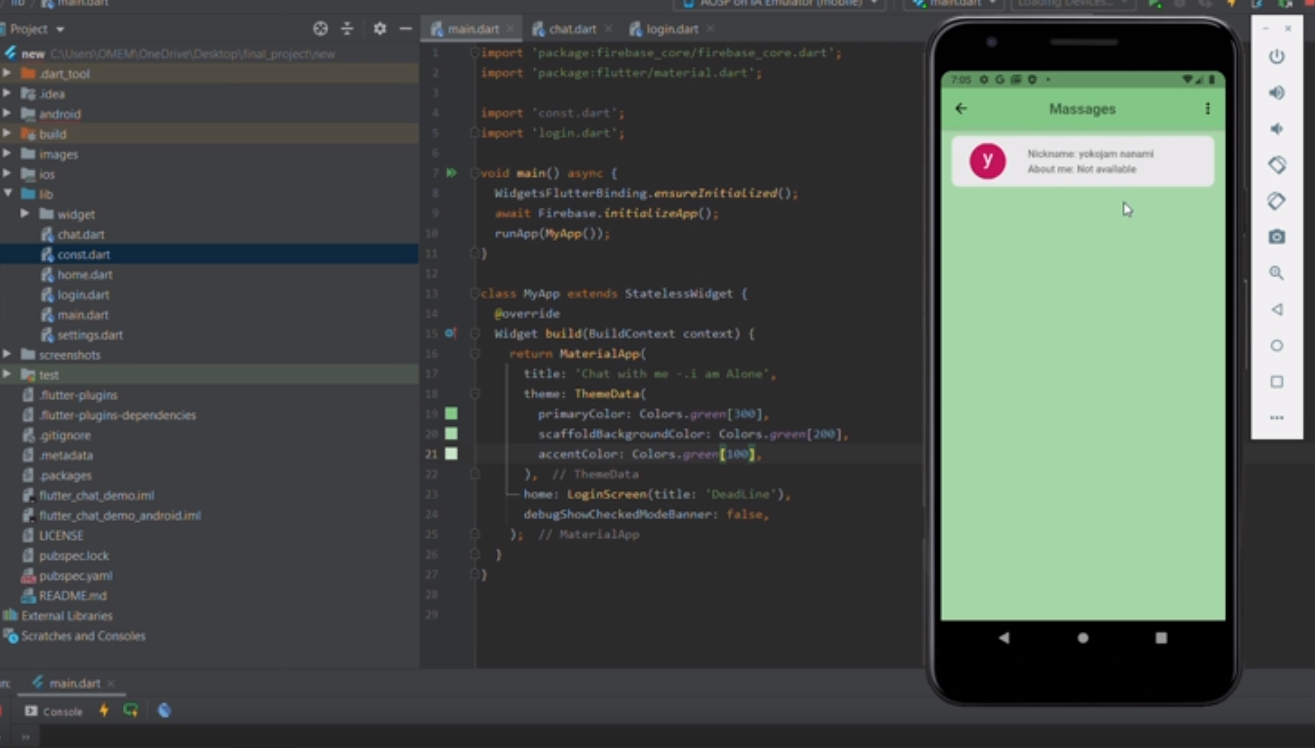 lib main.dart
AOSP on IA Emulator (mobile) main.dart Loading Devices...
Project
main.dart chat.dart login.dart
new C:\Users\OMEM\OneDrive\Desktop\final_project\new
.dart_tool
.idea
android
build
images
ios
lib
widget
chat.dart
const.dart
home.dart
login.dart
main.dart
settings.dart
screenshots
test
.flutter-plugins
.flutter-plugins-dependencies
.gitignore
.metadata
.packages
flutter_chat_demo.iml
flutter_chat_demo_android.iml
LICENSE
pubspec.lock
pubspec.yaml
README.md
External Libraries
Scratches and Consoles
1 import 'package:firebase_core/firebase_core.dart';
2 import 'package:flutter/material.dart';
3
4 import 'const.dart';
5 import 'login.dart';
6
7 void main() async {
8 WidgetsFlutterBinding.ensureInitialized();
9 await Firebase.initializeApp();
10 runApp(MyApp());
11 }
12
13 class MyApp extends StatelessWidget {
14 @override
15 Widget build(BuildContext context) {
16 return MaterialApp(
17 title: 'Chat with me -.i am Alone',
18 theme: ThemeData(
19 primaryColor: Colors.green[300],
20 scaffoldBackgroundColor: Colors.green[200],
21 accentColor: Colors.green[100],
22 ), // ThemeData
23 home: LoginScreen(title: 'DeadLine'),
24 debugShowCheckedModeBanner: false,
25 ); // MaterialApp
26 }
27 }
28
29
7:05 G
Massages
y
Nickname: yokojam nanami
About me: Not available
main.dart
Console